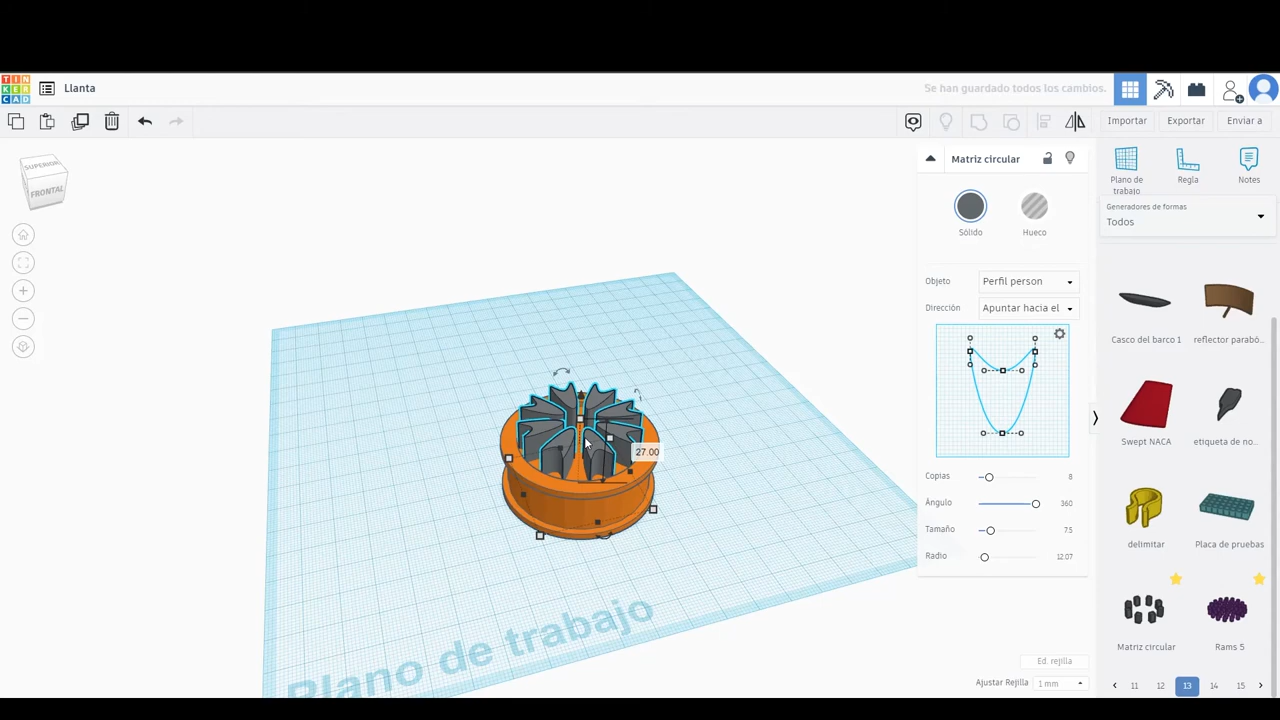 TIN
KER
CAD
Llanta
Se han guardado todos los cambios.
Importar
Exportar
Enviar a
SUPERIOR
FRONTAL
Matriz circular
Sólido
Hueco
Objeto
Perfil person
Dirección
Apuntar hacia el
Copias
8
Ángulo
360
Tamaño
7.5
Radio
12.07
27.00
Plano de trabajo
Ed. rejilla
Ajustar Rejilla
1 mm
Plano de
trabajo
Regla
Notes
Generadores de formas
Todos
Casco del barco 1
reflector parabó...
Swept NACA
etiqueta de no...
delimitar
Placa de pruebas
Matriz circular
Rams 5
11
12
13
14
15